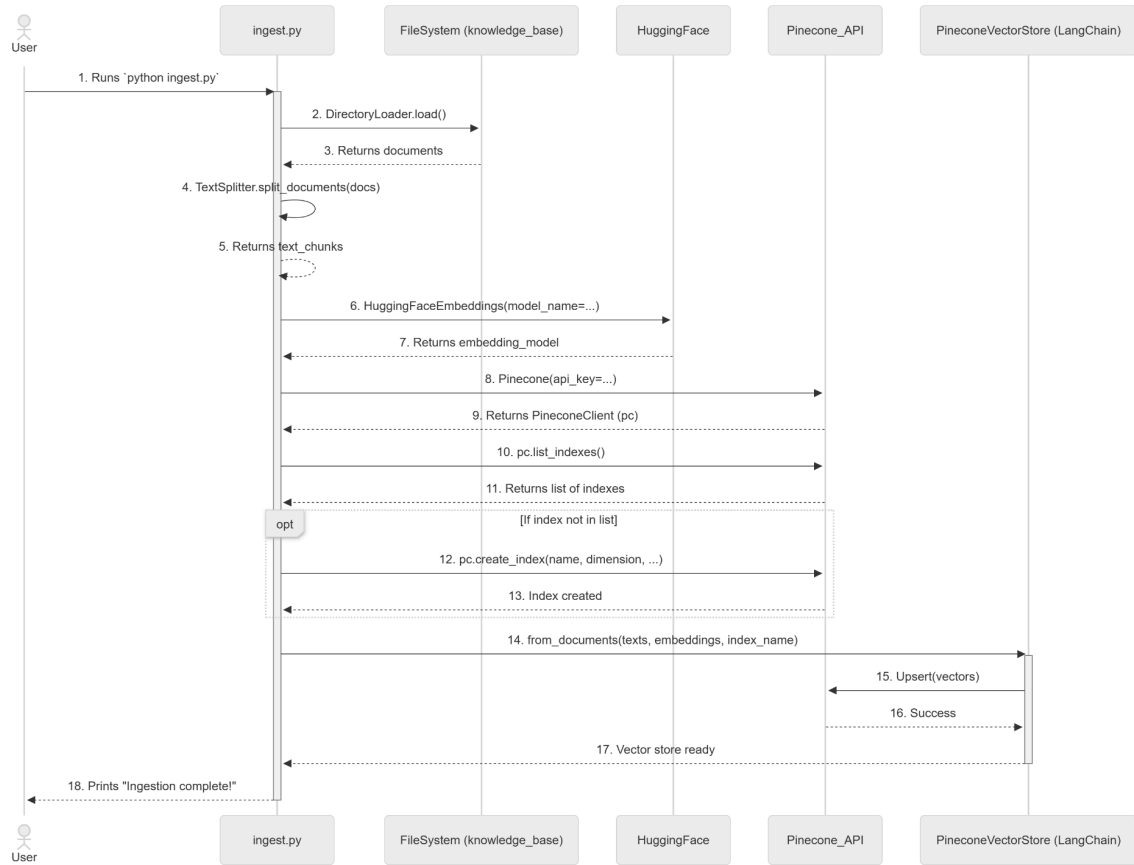 User
ingest.py
FileSystem (knowledge_base)
HuggingFace
Pinecone_API
PineconeVectorStore (LangChain)
1. Runs `python ingest.py`
2. DirectoryLoader.load()
3. Returns documents
4. TextSplitter.split_documents(docs)
5. Returns text_chunks
6. HuggingFaceEmbeddings(model_name=...)
7. Returns embedding_model
8. Pinecone(api_key=...)
9. Returns PineconeClient (pc)
10. pc.list_indexes()
11. Returns list of indexes
opt
[If index not in list]
12. pc.create_index(name, dimension, ...)
13. Index created
14. from_documents(texts, embeddings, index_name)
15. Upsert(vectors)
16. Success
17. Vector store ready
18. Prints "Ingestion complete!"
User
ingest.py
FileSystem (knowledge_base)
HuggingFace
Pinecone_API
PineconeVectorStore (LangChain)